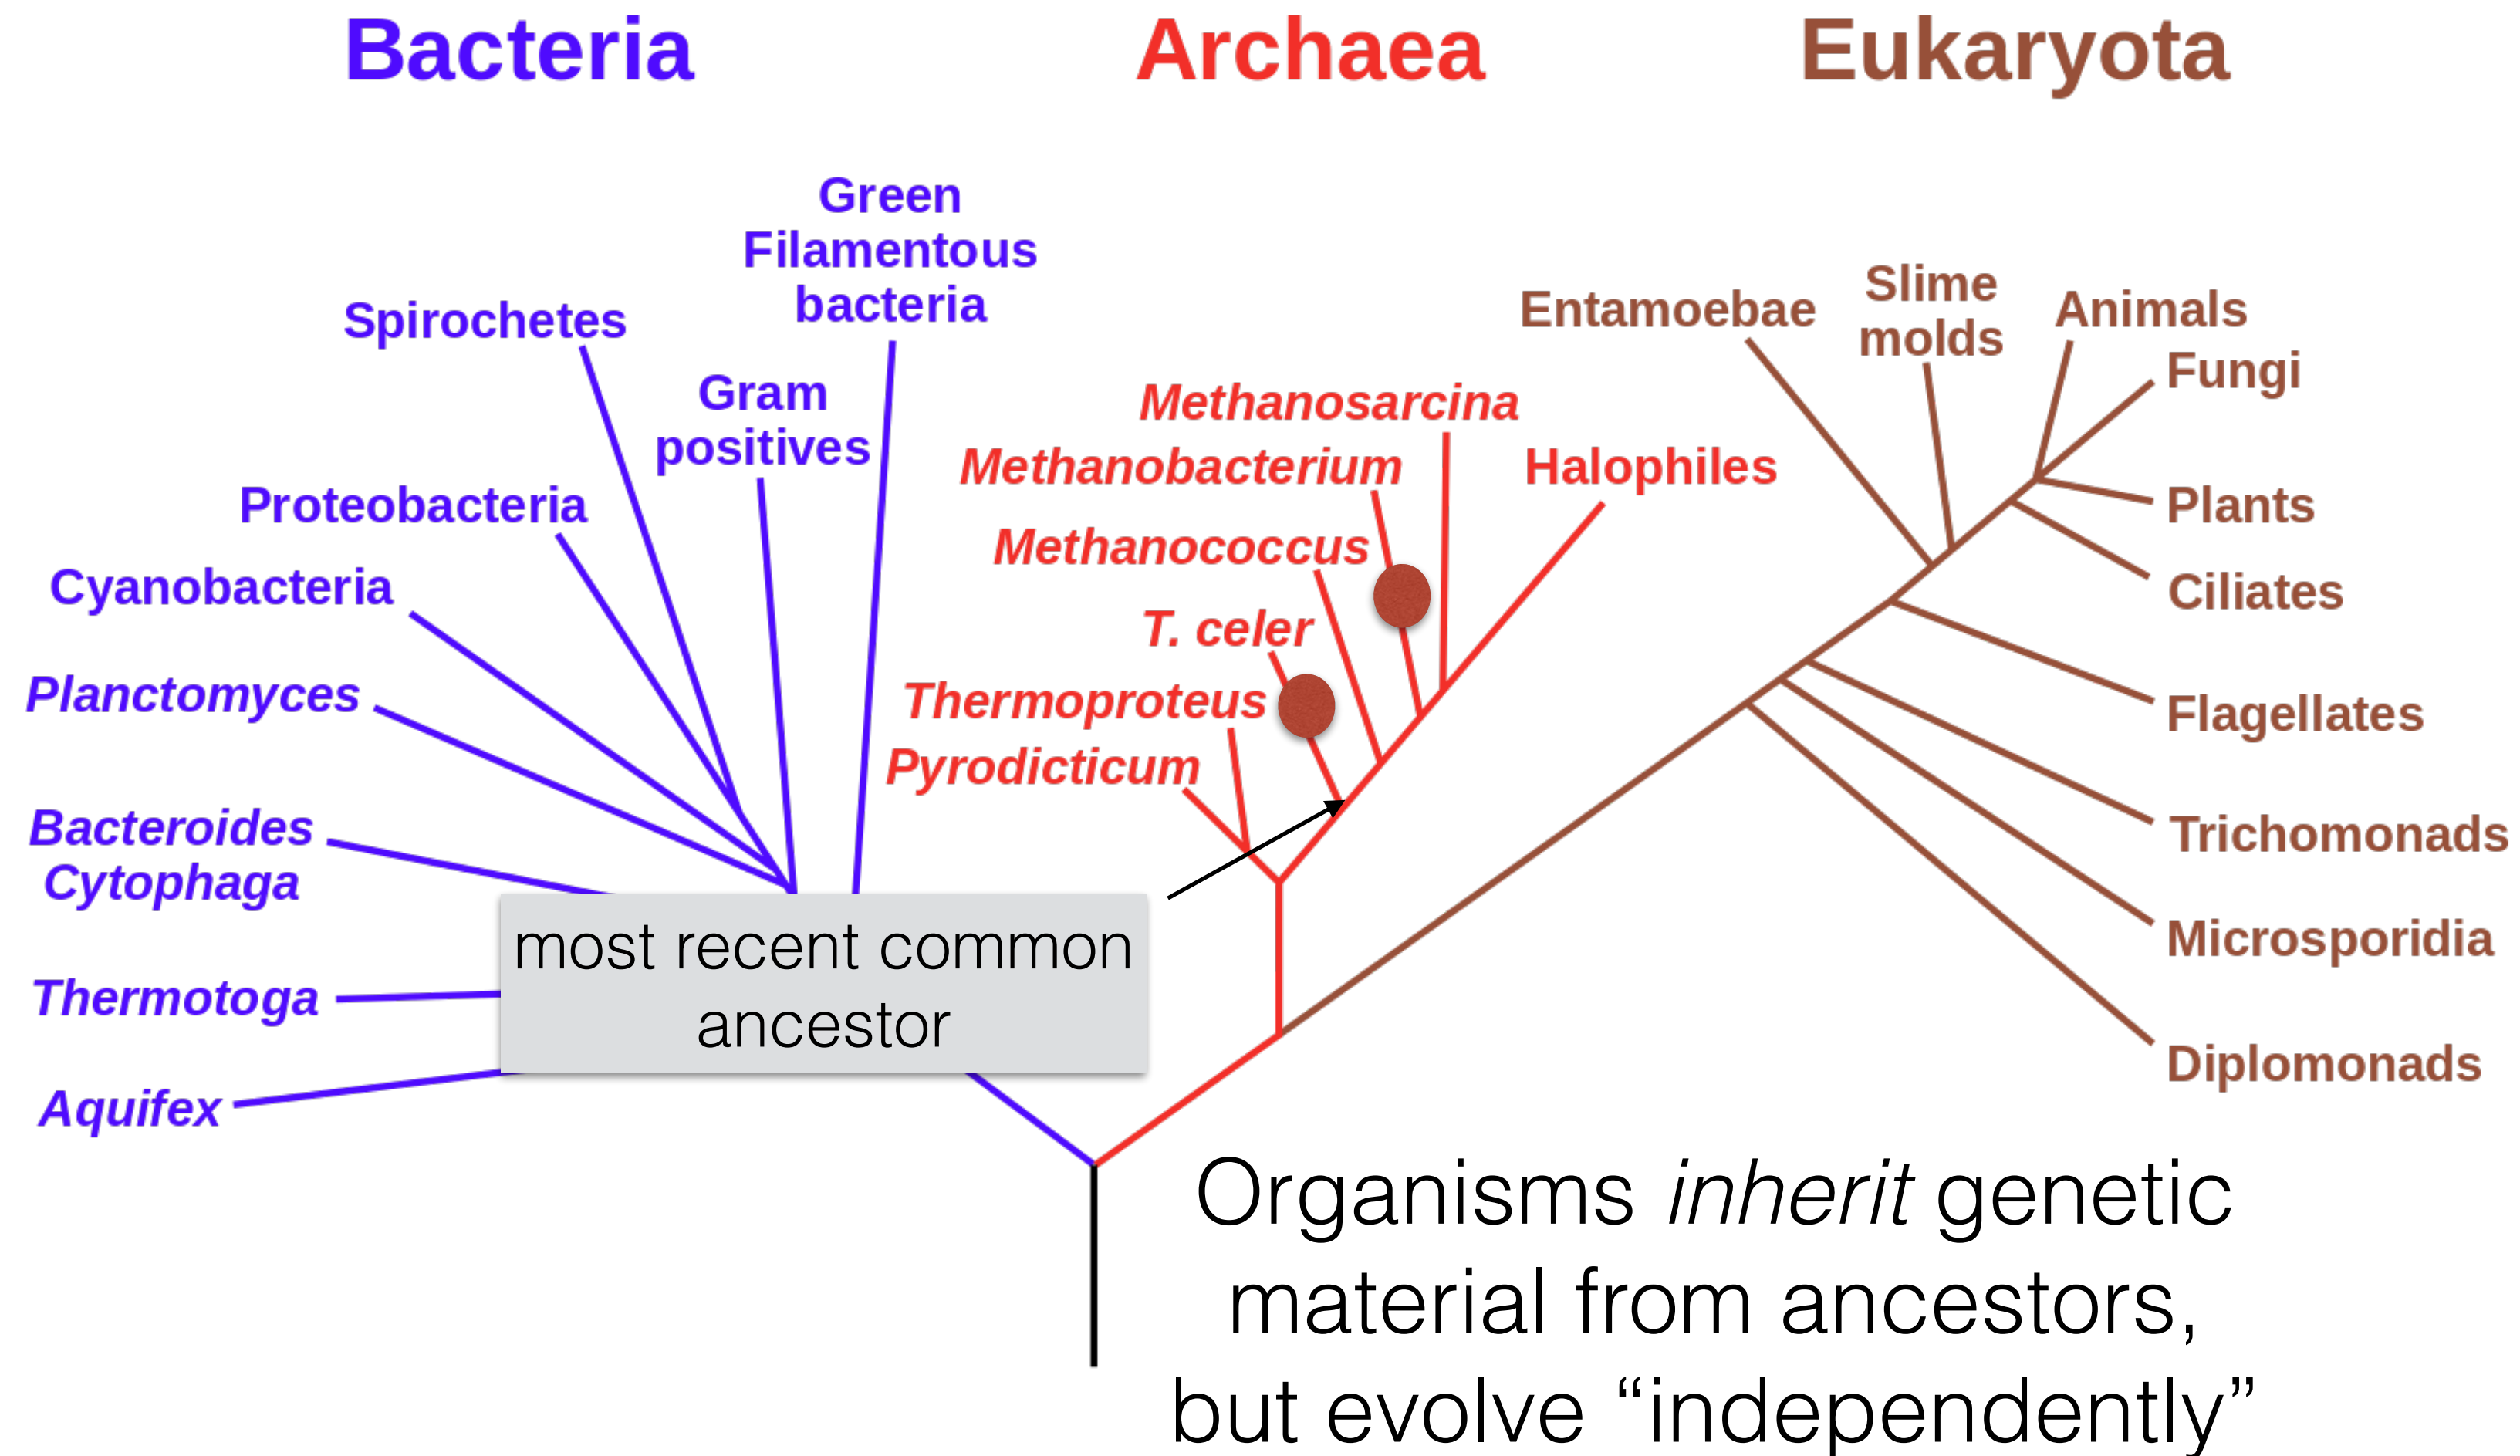 Bacteria
Archaea
Eukaryota
Green
Filamentous
bacteria
Spirochetes
Gram
positives
Proteobacteria
Cyanobacteria
Planctomyces
Bacteroides
Cytophaga
Thermotoga
Aquifex
Methanosarcina
Methanobacterium
Halophiles
Methanococcus
T. celer
Thermoproteus
Pyrodicticum
Entamoebae
Slime
molds
Animals
Fungi
Plants
Ciliates
Flagellates
Trichomonads
Microsporidia
Diplomonads
most recent common
ancestor
Organisms inherit genetic
material from ancestors,
but evolve “independently”